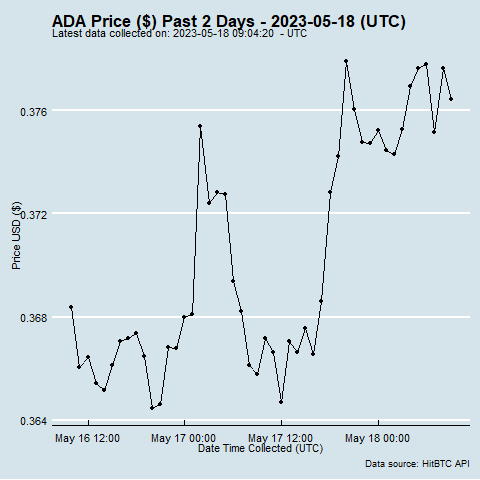 ADA Price ($) Past 2 Days - 2023-05-18 (UTC)
Latest data collected on: 2023-05-18 09:04:20  - UTC
0.376
0.372
0.368
0.364
Price USD ($)
May 16 12:00
May 17 00:00
May 17 12:00
May 18 00:00
Date Time Collected (UTC)
Data source: HitBTC API